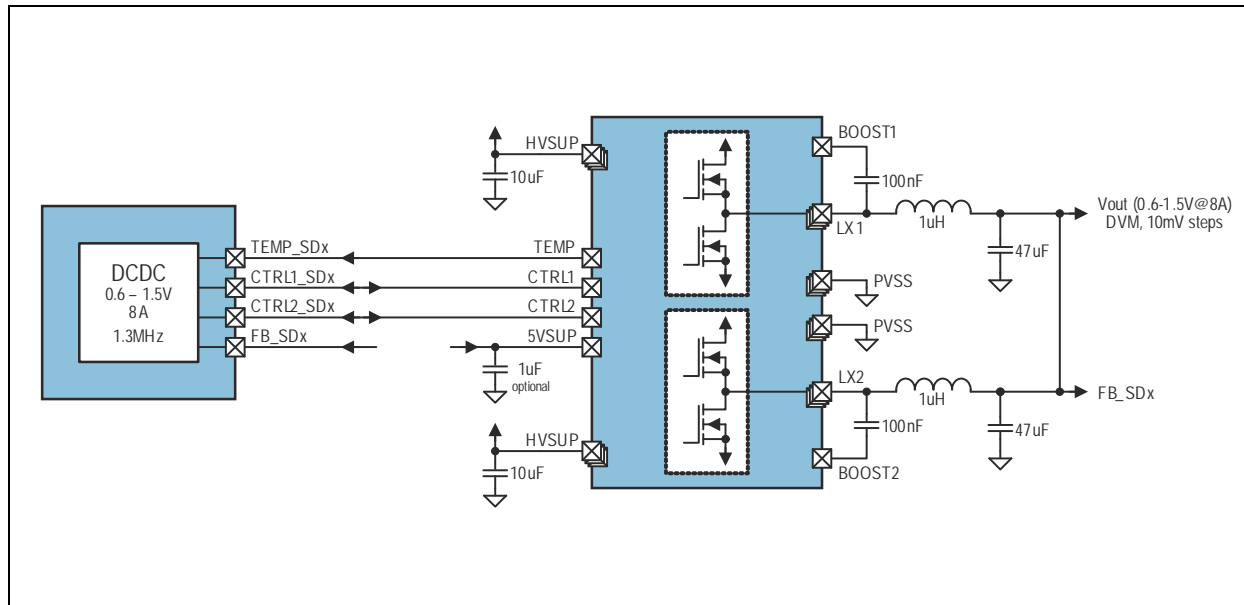 DCDC
0.6 – 1.5V
8A
1.3MHz
TEMP_SDx
CTRL1_SDx
CTRL2_SDx
FB_SDx
HVSUP
10uF
TEMP
CTRL1
CTRL2
5VSUP
1uF
optional
HVSUP
10uF
BOOST1
100nF
LX1
1uH
47uF
Vout (0.6-1.5V@8A)
DVM, 10mV steps
PVSS
PVSS
LX2
1uH
100nF
47uF
FB_SDx
BOOST2